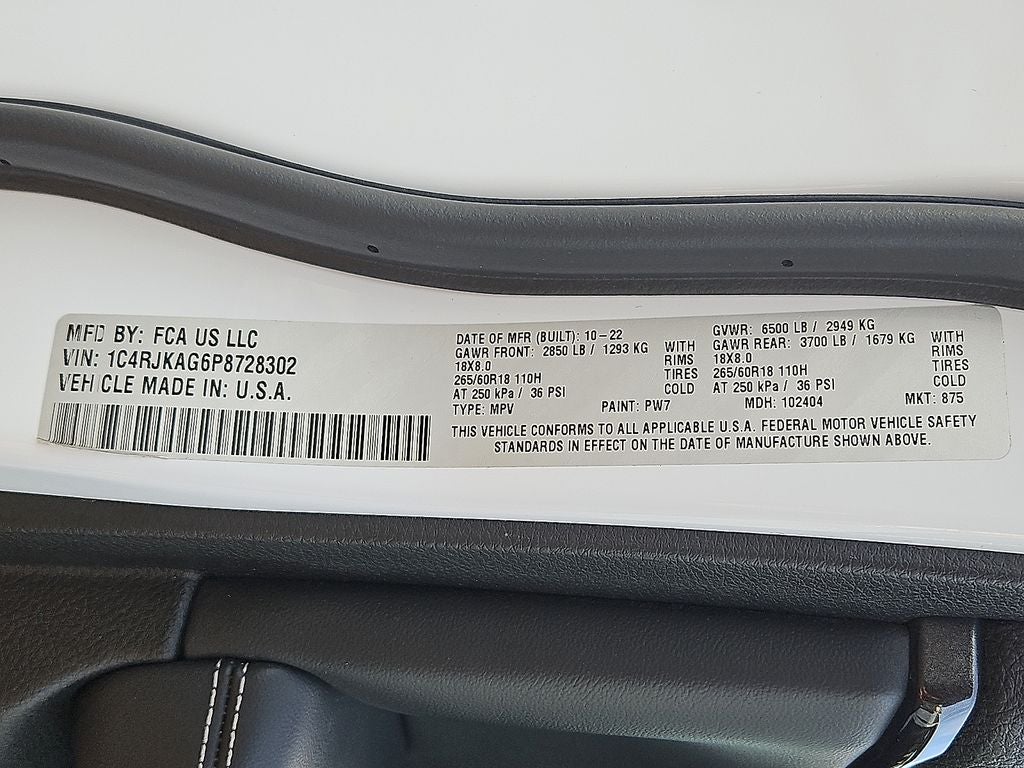 MFD BY: FCA US LLC
VIN: 1C4RJKAG6P8728302
VEHICLE MADE IN: U.S.A.
DATE OF MFR (BUILT): 10-22
GAWR FRONT: 2850 LB / 1293 KG WITH
18X8.0 RIMS
265/60R18 110H TIRES
AT 250 kPa / 36 PSI COLD
GVWR: 6500 LB / 2949 KG
GAWR REAR: 3700 LB / 1679 KG WITH
18X8.0 RIMS
265/60R18 110H TIRES
AT 250 kPa / 36 PSI COLD
TYPE: MPV PAINT: PW7 MDH: 102404 MKT: 875
THIS VEHICLE CONFORMS TO ALL APPLICABLE U.S.A. FEDERAL MOTOR VEHICLE SAFETY
STANDARDS IN EFFECT ON THE DATE OF MANUFACTURE SHOWN ABOVE.